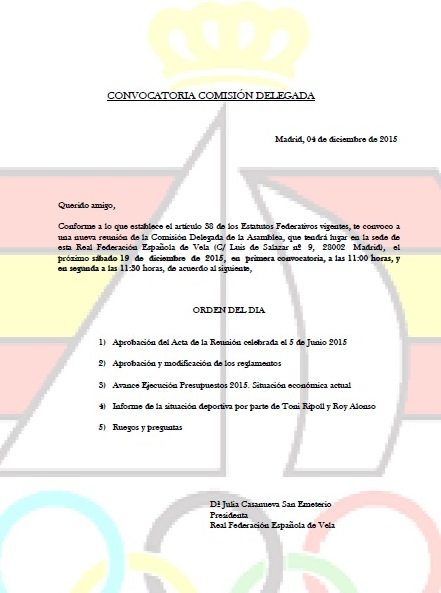 CONVOCATORIA COMISIÓN DELEGADA
Madrid, 04 de diciembre de 2015
Querido amigo,
Conforme a lo que establece el artículo 38 de los Estatutos Federativos vigentes, te convoco a
una nueva reunión de la Comisión Delegada de la Asamblea, que tendrá lugar en la sede de
esta Real Federación Española de Vela (C/ Luis de Salazar nº 9, 28002 Madrid), el
próximo sábado 19 de diciembre de 2015, en primera convocatoria, a las 11:00 horas, y
en segunda a las 11:30 horas, de acuerdo al siguiente,
ORDEN DEL DIA
1) Aprobación del Acta de la Reunión celebrada el 5 de Junio 2015
2) Aprobación y modificación de los reglamentos
3) Avance Ejecución Presupuestos 2015. Situación económica actual
4) Informe de la situación deportiva por parte de Toni Ripoll y Roy Alonso
5) Ruegos y preguntas
Dª Julia Casanueva San Emeterio
Presidenta
Real Federación Española de Vela